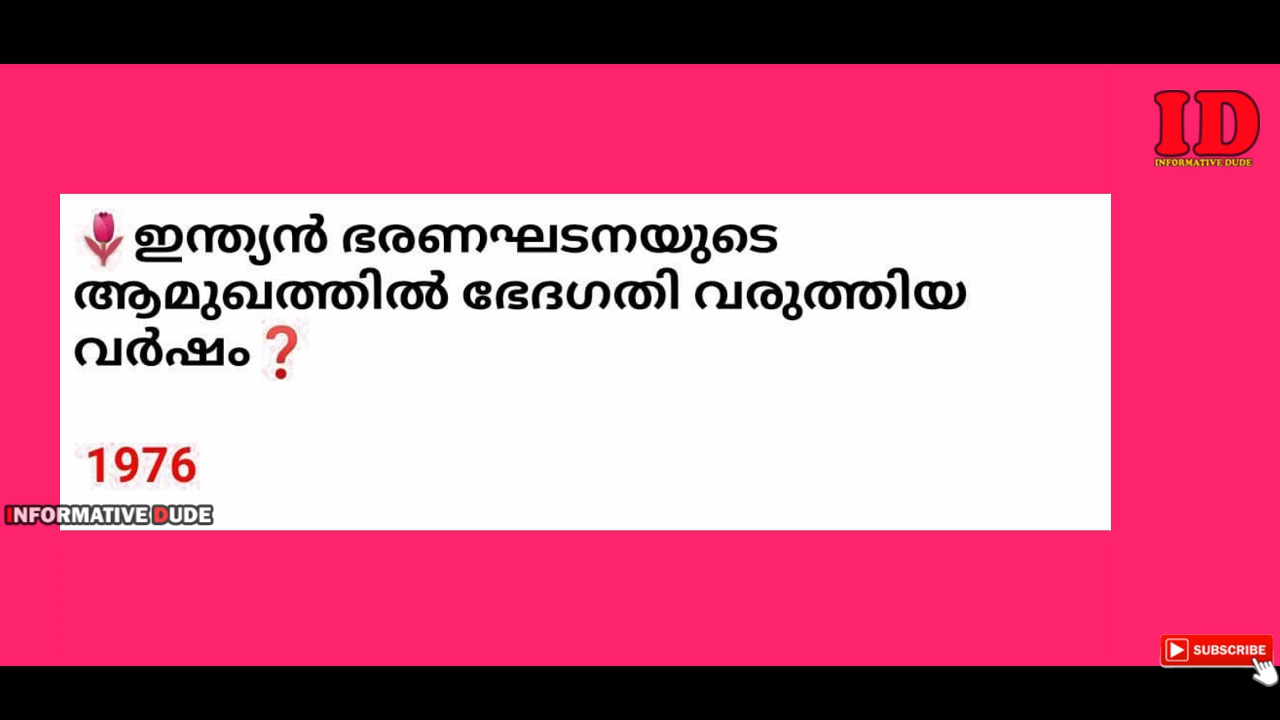 ID
INFORMATIVE DUDE
🌷ഇന്ത്യൻ ഭരണഘടനയുടെ
ആമുഖത്തിൽ ഭേദഗതി വരുത്തിയ
വർഷം❓
1976
INFORMATIVE DUDE
SUBSCRIBE